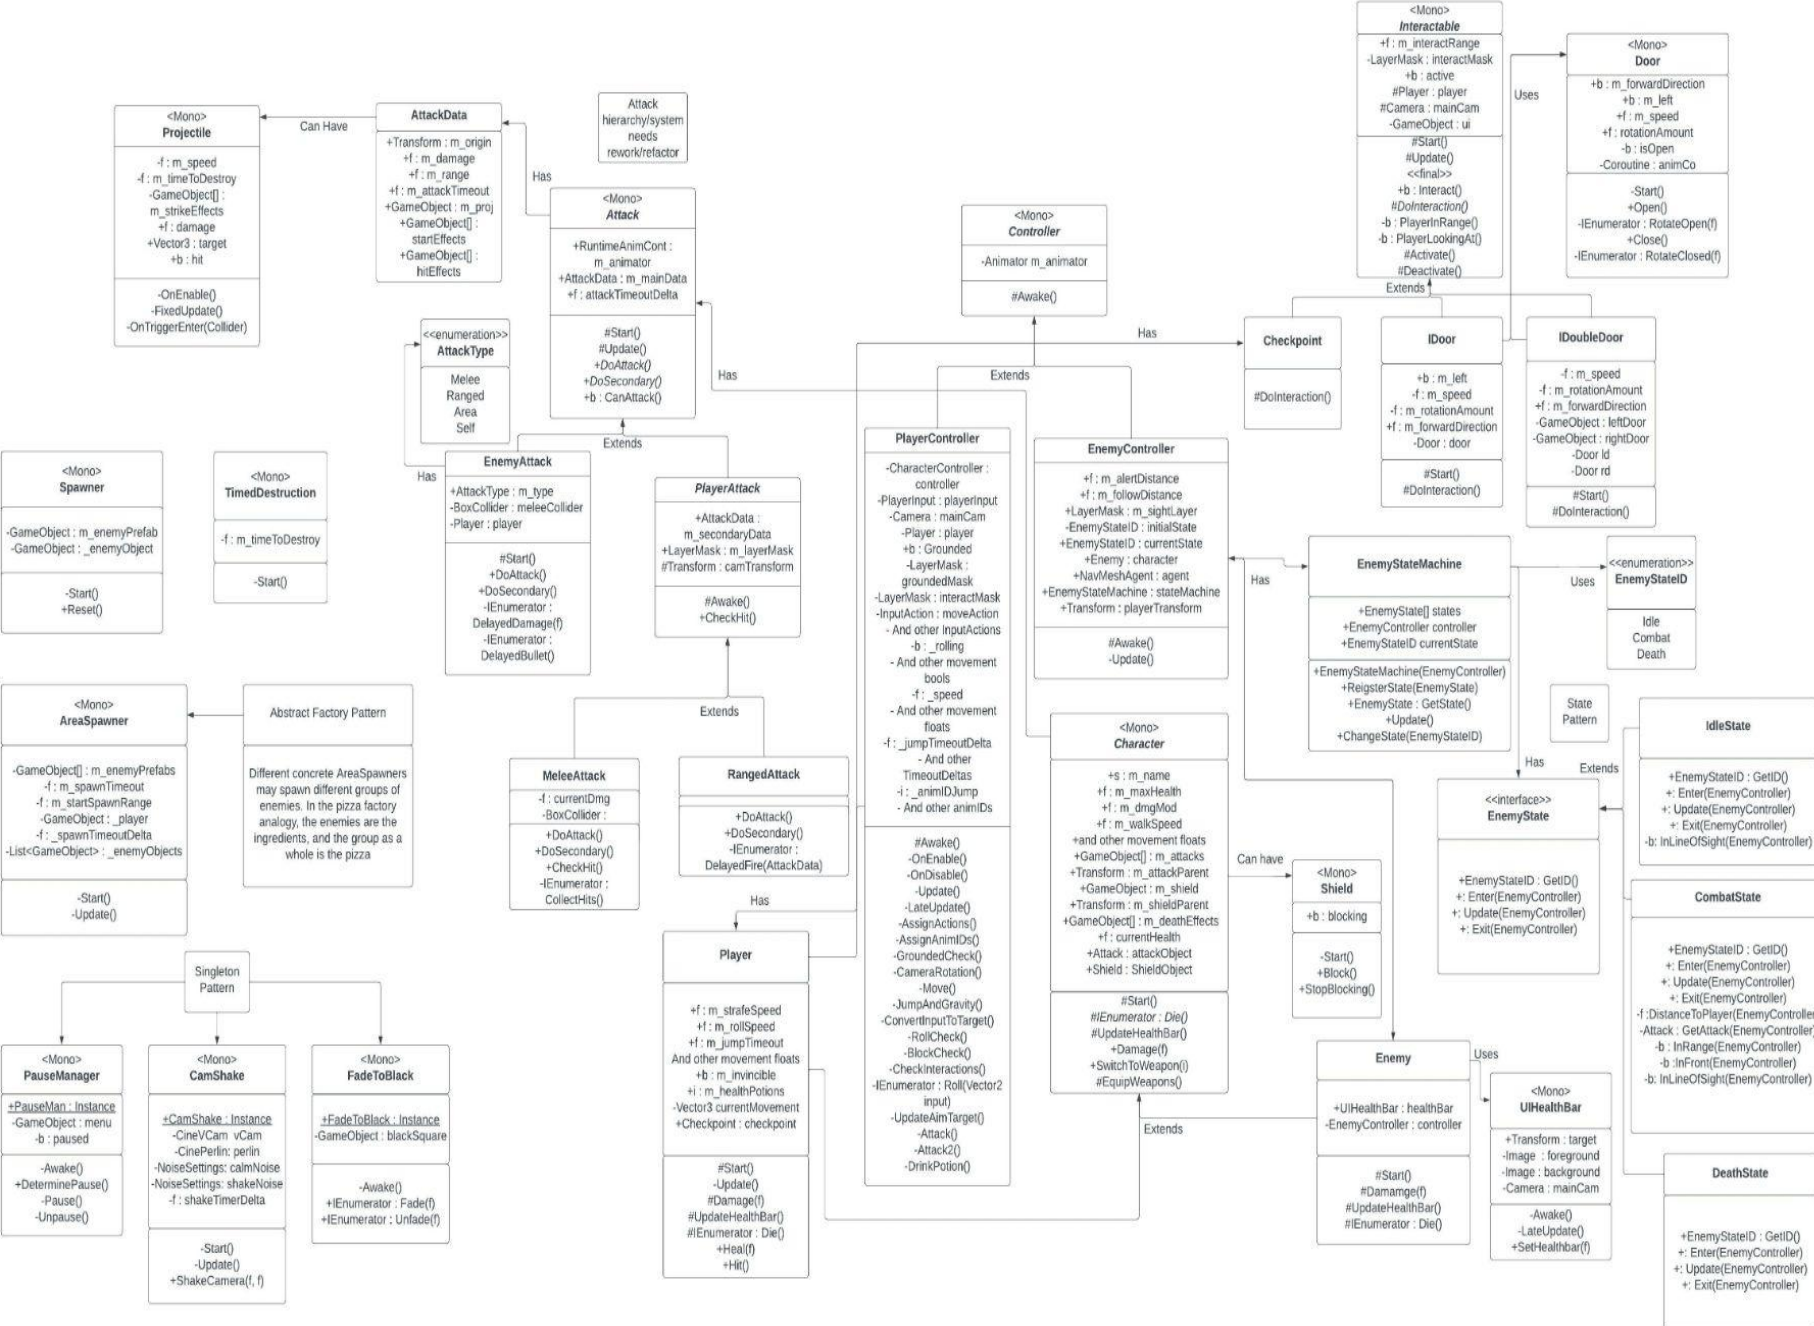 <Mono>
Projectile
-f : m_speed
-f : m_timeToDestroy
-GameObject[] :
m_strikeEffects
+f : damage
+Vector3 : target
+b : hit
-OnEnable()
-FixedUpdate()
-OnTriggerEnter(Collider)
Can Have
AttackData
+Transform : m_origin
+f : m_damage
+f : m_range
+f : m_attackTimeout
+GameObject : m_proj
+GameObject[] :
startEffects
+GameObject[] :
hitEffects
Attack
hierarchy/system
needs
rework/refactor
Has
<Mono>
Attack
+RuntimeAnimCont :
m_animator
+AttackData : m_mainData
+f : attackTimeoutDelta
#Start()
#Update()
+DoAttack()
+DoSecondary()
+b : CanAttack()
<<enumeration>>
AttackType
Melee
Ranged
Area
Self
Has
Extends
Has
EnemyAttack
+AttackType : m_type
-BoxCollider : meleeCollider
-Player : player
#Start()
+DoAttack()
+DoSecondary()
-IEnumerator :
DelayedDamage(f)
-IEnumerator :
DelayedBullet()
PlayerAttack
+AttackData :
m_secondaryData
+LayerMask : m_layerMask
#Transform : camTransform
#Awake()
+CheckHit()
Extends
MeleeAttack
-f : currentDmg
-BoxCollider :
+DoAttack()
+DoSecondary()
+CheckHit()
-IEnumerator :
CollectHits()
RangedAttack
+DoAttack()
+DoSecondary()
-IEnumerator :
DelayedFire(AttackData)
<Mono>
Spawner
-GameObject : m_enemyPrefab
-GameObject : _enemyObject
-Start()
+Reset()
<Mono>
TimedDestruction
-f : m_timeToDestroy
-Start()
<Mono>
AreaSpawner
-GameObject[] : m_enemyPrefabs
-f : m_spawnTimeout
-f : m_startSpawnRange
-GameObject : _player
-f : _spawnTimeoutDelta
-List<GameObject> : _enemyObjects
-Start()
-Update()
Abstract Factory Pattern
Different concrete AreaSpawners
may spawn different groups of
enemies. In the pizza factory
analogy, the enemies are the
ingredients, and the group as a
whole is the pizza
Singleton
Pattern
<Mono>
PauseManager
+PauseMan : Instance
-GameObject : menu
-b : paused
-Awake()
+DeterminePause()
-Pause()
-Unpause()
<Mono>
CamShake
+CamShake : Instance
-CineVCam vCam
-CinePerlin: perlin
-NoiseSettings: calmNoise
-NoiseSettings: shakeNoise
-f : shakeTimerDelta
-Start()
-Update()
+ShakeCamera(f, f)
<Mono>
FadeToBlack
+FadeToBlack : Instance
-GameObject : blackSquare
-Awake()
+IEnumerator : Fade(f)
+IEnumerator : Unfade(f)
<Mono>
Controller
-Animator m_animator
#Awake()
Extends
Has
PlayerController
-CharacterController :
controller
-PlayerInput : playerInput
-Camera : mainCam
-Player : player
+b : Grounded
-LayerMask :
groundedMask
-LayerMask : interactMask
-InputAction : moveAction
- And other InputActions
-b : _rolling
- And other movement
bools
-f : _speed
- And other movement
floats
-f : _jumpTimeoutDelta
- And other
TimeoutDeltas
-i : _animIDJump
- And other animIDs
#Awake()
-OnEnable()
-OnDisable()
-Update()
-LateUpdate()
-AssignActions()
-AssignAnimIDs()
-GroundedCheck()
-CameraRotation()
-Move()
-JumpAndGravity()
-ConvertInputToTarget()
-RollCheck()
-BlockCheck()
-CheckInteractions()
-IEnumerator : Roll(Vector2
input)
-UpdateAimTarget()
-Attack()
-Attack2()
-DrinkPotion()
EnemyController
+f : m_alertDistance
+f : m_followDistance
+LayerMask : m_sightLayer
-EnemyStateID : initialState
+EnemyStateID : currentState
+Enemy : character
+NavMeshAgent : agent
+EnemyStateMachine : stateMachine
+Transform : playerTransform
#Awake()
-Update()
Has
Player
+f : m_strafeSpeed
+f : m_rollSpeed
+f : m_jumpTimeout
And other movement floats
+b : m_invincible
+i : m_healthPotions
-Vector3 currentMovement
+Checkpoint : checkpoint
#Start()
-Update()
#Damage(f)
#UpdateHealthBar()
#IEnumerator : Die()
+Heal(f)
+Hit()
<Mono>
Character
+s : m_name
+f : m_maxHealth
+f : m_dmgMod
+f : m_walkSpeed
+and other movement floats
+GameObject[] : m_attacks
+Transform : m_attackParent
+GameObject : m_shield
+Transform : m_shieldParent
+GameObject[] : m_deathEffects
+f : currentHealth
+Attack : attackObject
+Shield : ShieldObject
#Start()
#IEnumerator : Die()
#UpdateHealthBar()
+Damage(f)
+SwitchToWeapon(i)
#EquipWeapons()
Extends
Can have
<Mono>
Shield
+b : blocking
-Start()
+Block()
+StopBlocking()
Has
Enemy
+UIHealthBar : healthBar
-EnemyController : controller
#Start()
#Damamge(f)
#UpdateHealthBar()
#IEnumerator : Die()
Uses
<Mono>
UIHealthBar
+Transform : target
-Image : foreground
-Image : background
-Camera : mainCam
-Awake()
-LateUpdate()
+SetHealthbar(f)
<Mono>
Interactable
+f : m_interactRange
-LayerMask : interactMask
+b : active
#Player : player
#Camera : mainCam
-GameObject : ui
#Start()
#Update()
<<final>>
+b : Interact()
#DoInteraction()
-b : PlayerInRange()
-b : PlayerLookingAt()
#Activate()
#Deactivate()
Extends
Uses
<Mono>
Door
+b : m_forwardDirection
+b : m_left
+f : m_speed
+f : rotationAmount
-b : isOpen
-Coroutine : animCo
-Start()
+Open()
-IEnumerator : RotateOpen(f)
+Close()
-IEnumerator : RotateClosed(f)
Checkpoint
#DoInteraction()
IDoor
+b : m_left
-f : m_speed
-f : m_rotationAmount
+f : m_forwardDirection
-Door : door
#Start()
#DoInteraction()
IDoubleDoor
-f : m_speed
-f : m_rotationAmount
+f : m_forwardDirection
-GameObject : leftDoor
-GameObject : rightDoor
-Door ld
-Door rd
#Start()
#DoInteraction()
EnemyStateMachine
+EnemyState[] states
+EnemyController controller
+EnemyStateID currentState
+EnemyStateMachine(EnemyController)
+ReigsterState(EnemyState)
+EnemyState : GetState()
+Update()
+ChangeState(EnemyStateID)
Uses
<<enumeration>>
EnemyStateID
Idle
Combat
Death
State
Pattern
Has
Extends
<<interface>>
EnemyState
+EnemyStateID : GetID()
+: Enter(EnemyController)
+: Update(EnemyController)
+: Exit(EnemyController)
IdleState
+EnemyStateID : GetID()
+: Enter(EnemyController)
+: Update(EnemyController)
+: Exit(EnemyController)
-b: InLineOfSight(EnemyController)
CombatState
+EnemyStateID : GetID()
+: Enter(EnemyController)
+: Update(EnemyController)
+: Exit(EnemyController)
-f :DistanceToPlayer(EnemyController
-Attack : GetAttack(EnemyController)
-b : InRange(EnemyController)
-b :InFront(EnemyController)
-b: InLineOfSight(EnemyController)
DeathState
+EnemyStateID : GetID()
+: Enter(EnemyController)
+: Update(EnemyController)
+: Exit(EnemyController)